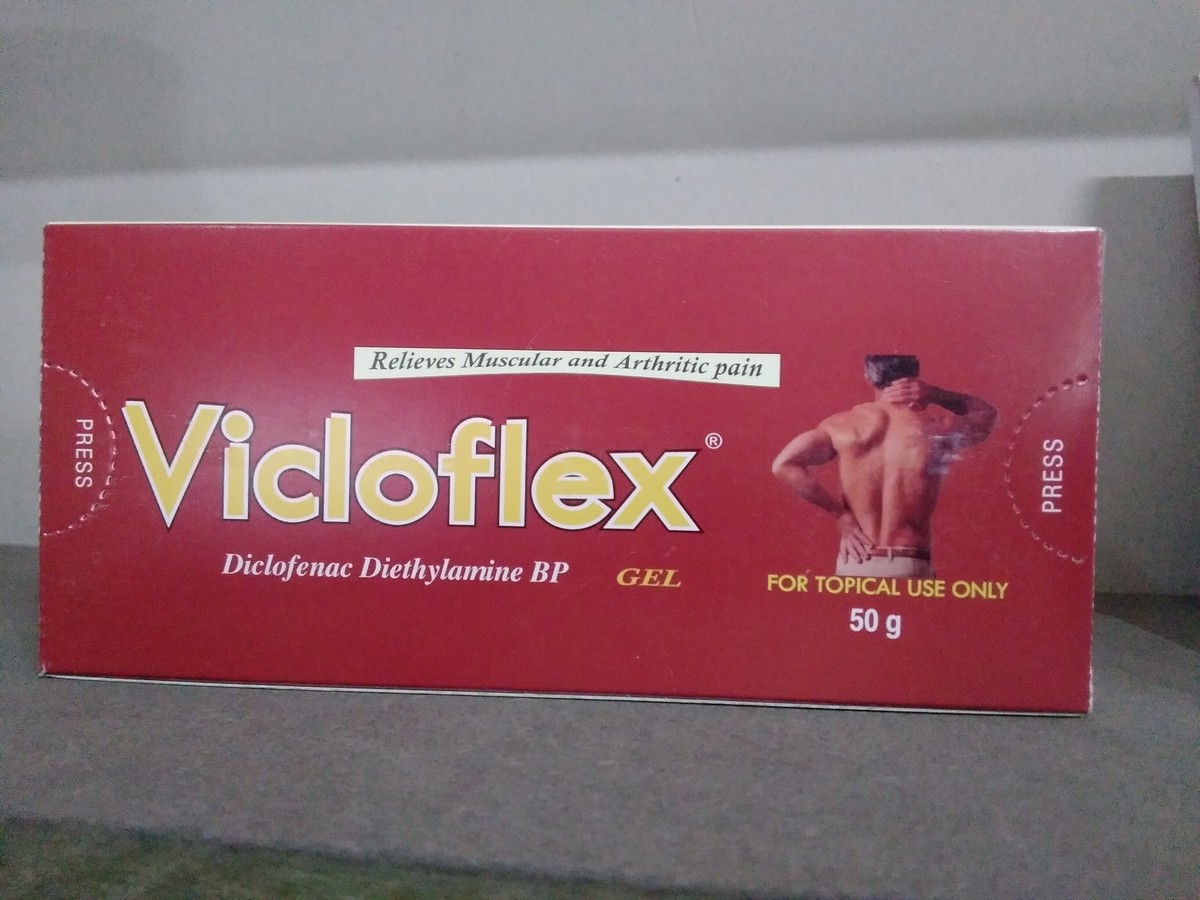 Relieves Muscular and Arthritic pain
PRESS
Vicloflex®
PRESS
Diclofenac Diethylamine BP GEL
FOR TOPICAL USE ONLY
50 g